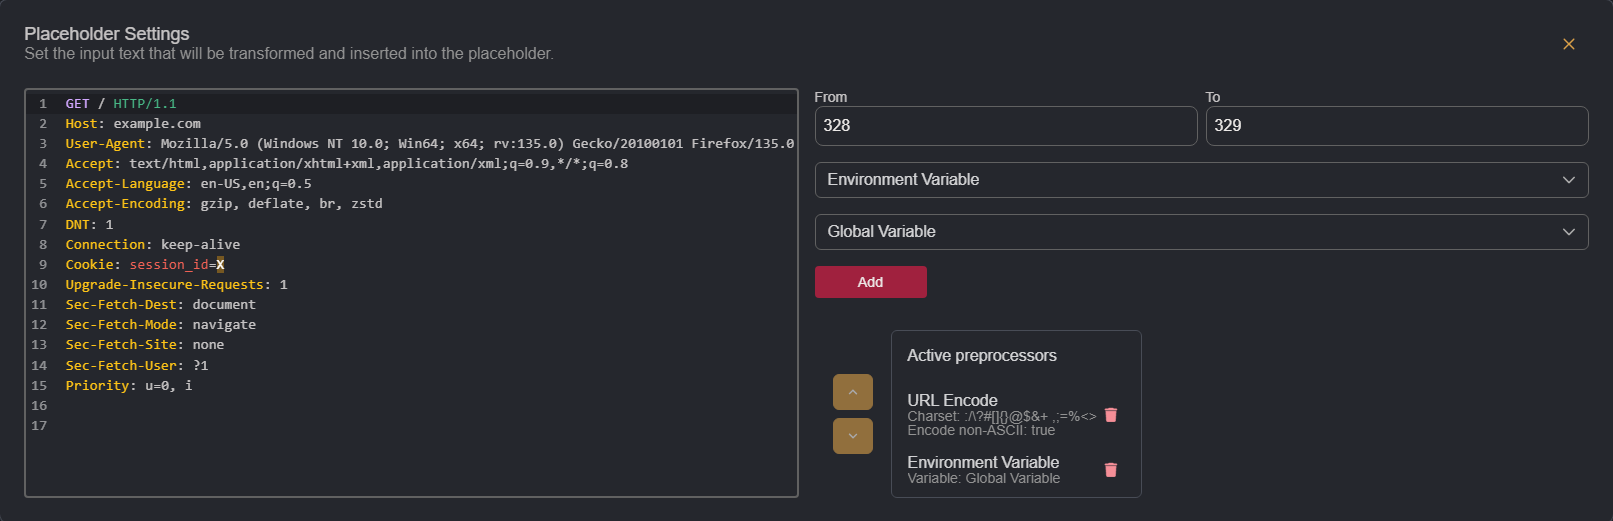 Placeholder Settings
Set the input text that will be transformed and inserted into the placeholder.
1 GET / HTTP/1.1
2 Host: example.com
3 User-Agent: Mozilla/5.0 (Windows NT 10.0; Win64; x64; rv:135.0) Gecko/20100101 Firefox/135.0
4 Accept: text/html,application/xhtml+xml,application/xml;q=0.9,*/*;q=0.8
5 Accept-Language: en-US,en;q=0.5
6 Accept-Encoding: gzip, deflate, br, zstd
7 DNT: 1
8 Connection: keep-alive
9 Cookie: session_id=X
10 Upgrade-Insecure-Requests: 1
11 Sec-Fetch-Dest: document
12 Sec-Fetch-Mode: navigate
13 Sec-Fetch-Site: none
14 Sec-Fetch-User: ?1
15 Priority: u=0, i
16
17
From To
328 329
Environment Variable
Global Variable
Add
Active preprocessors
URL Encode
Charset: :/\?#[]{}@$&+ ,;=%<>
Encode non-ASCII: true
Environment Variable
Variable: Global Variable